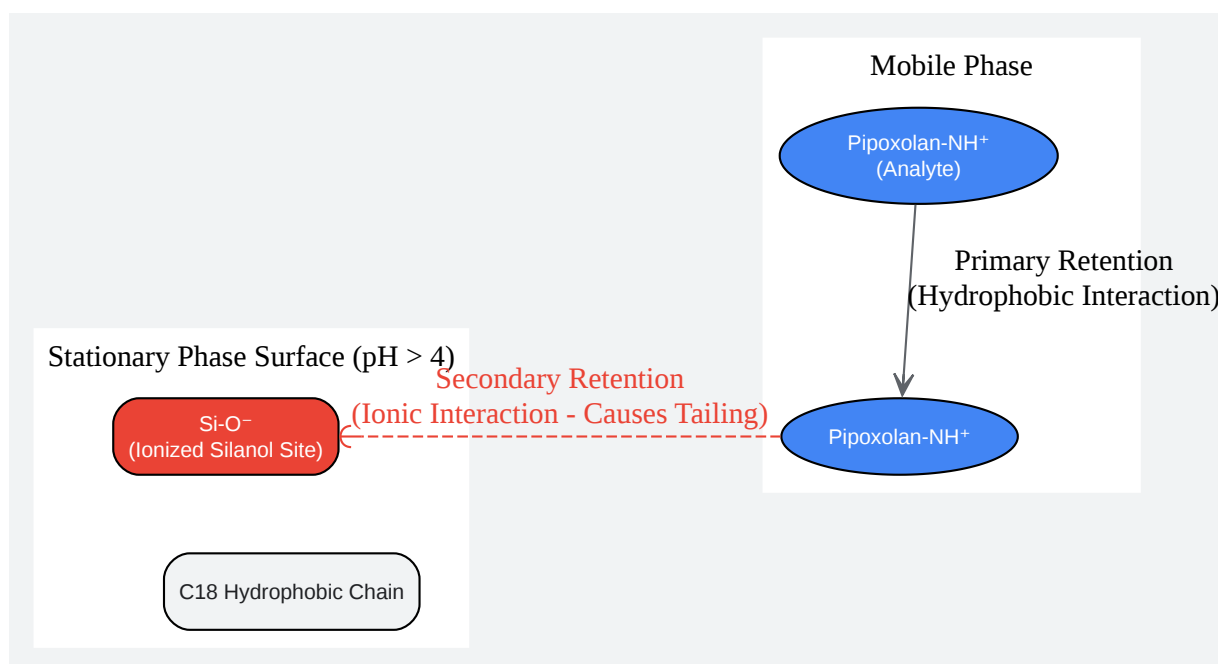 Mobile Phase
Pipoxolan-NH⁺
(Analyte)
Primary Retention
(Hydrophobic Interaction)
Stationary Phase Surface (pH > 4)
Secondary Retention
(Ionic Interaction - Causes Tailing)
Si-O⁻
(Ionized Silanol Site)
Pipoxolan-NH⁺
C18 Hydrophobic Chain